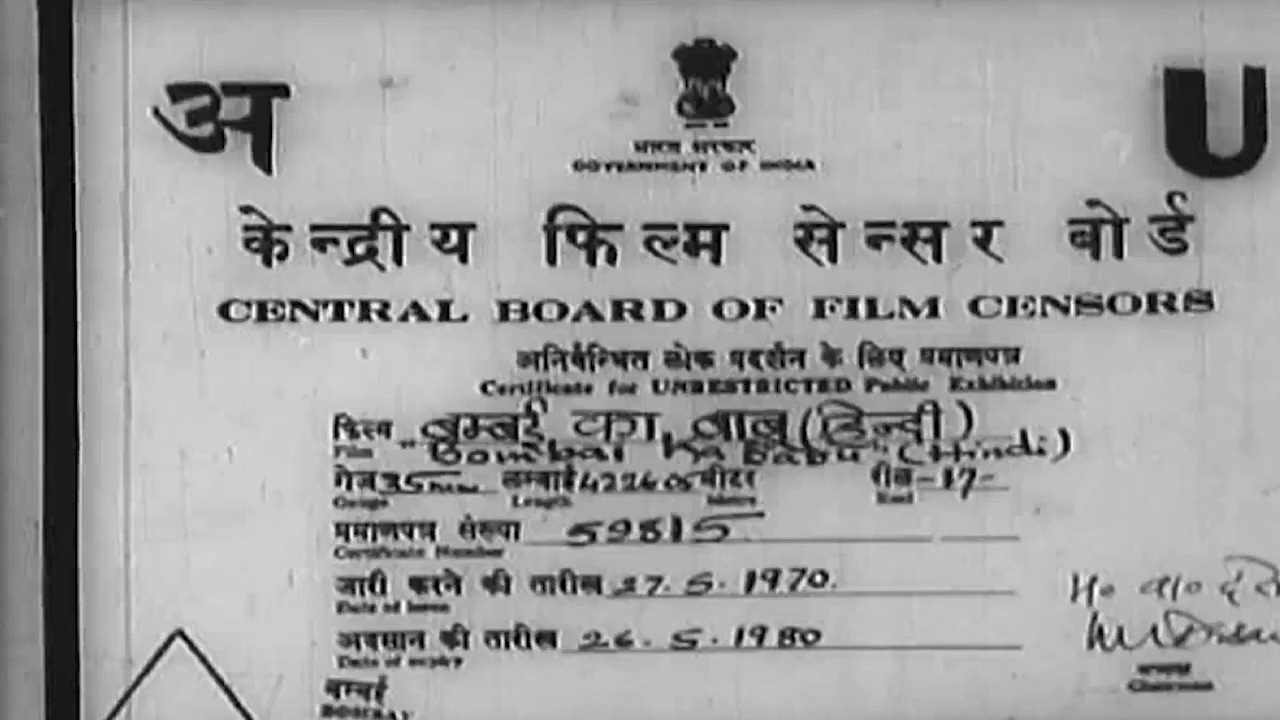 अ
U
भारत सरकार
GOVERNMENT OF INDIA
केन्द्रीय फिल्म सेन्सर बोर्ड
CENTRAL BOARD OF FILM CENSORS
अनिर्बन्धित लोक प्रदर्शन के लिए प्रमाणपत्र
Certificate for UNRESTRICTED Public Exhibition
फिल्म "बम्बई का बाबू (हिन्दी)
Film "Bombai Ka Babu" (Hindi)
गेज 35mm लम्बाई 4226.05 मीटर रील -17-
Gauge Length Metre Reel
प्रमाणपत्र संख्या 59815
Certificate Number
जारी करने की तारीख 27.5.1970.
Date of Issue
अवसान की तारीख 26.5.1980
Date of expiry
अध्यक्ष
Chairman
बम्बई
BOMBAY